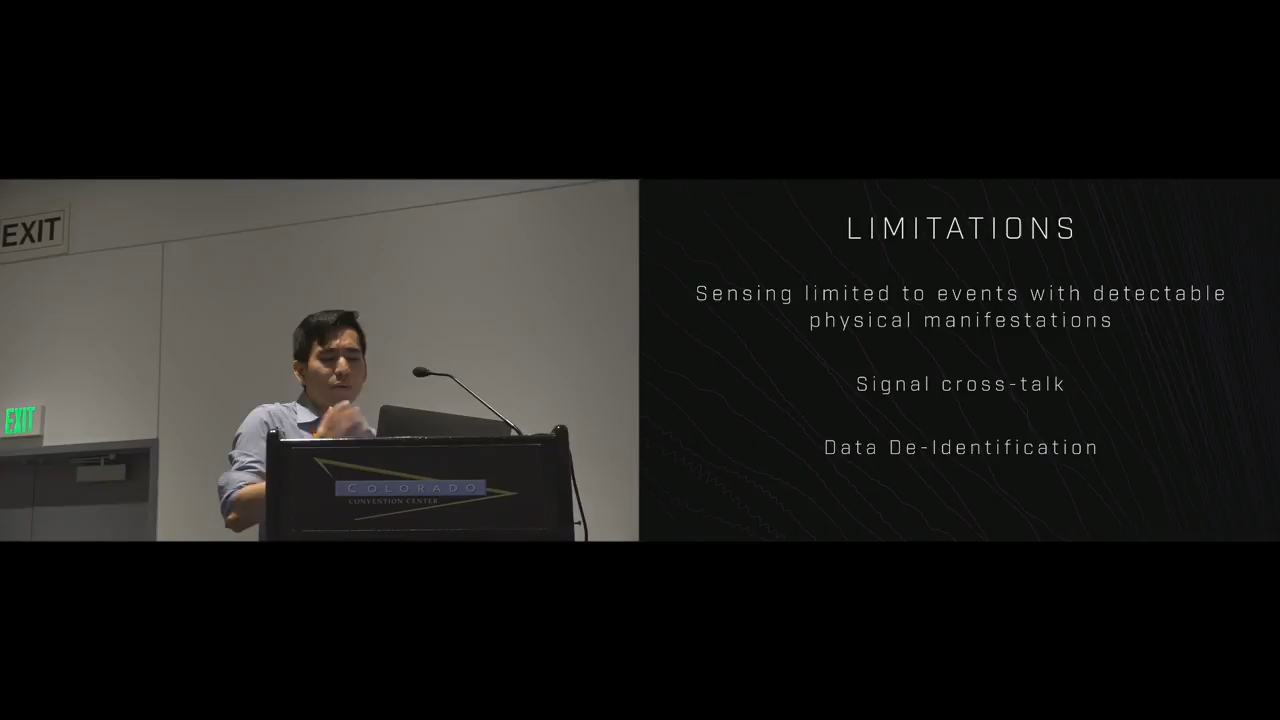 EXIT
EXIT
COLORADO
CONVENTION CENTER
LIMITATIONS
Sensing limited to events with detectable
physical manifestations
Signal cross-talk
Data De-Identification